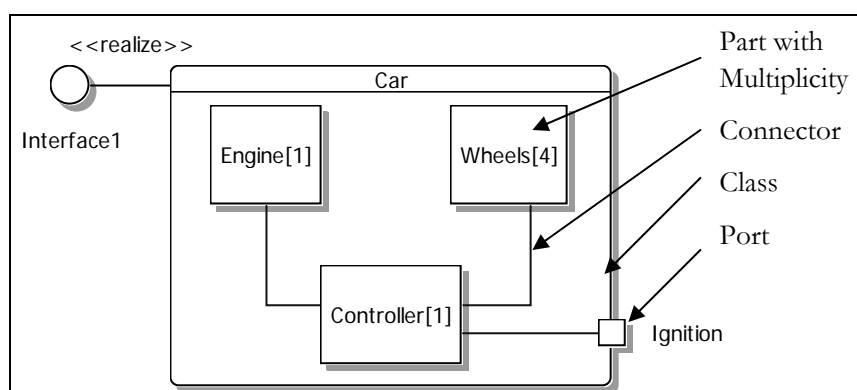 <<realize>>
Interface1
Car
Engine[1]
Wheels[4]
Controller[1]
Ignition
Part with
Multiplicity
Connector
Class
Port